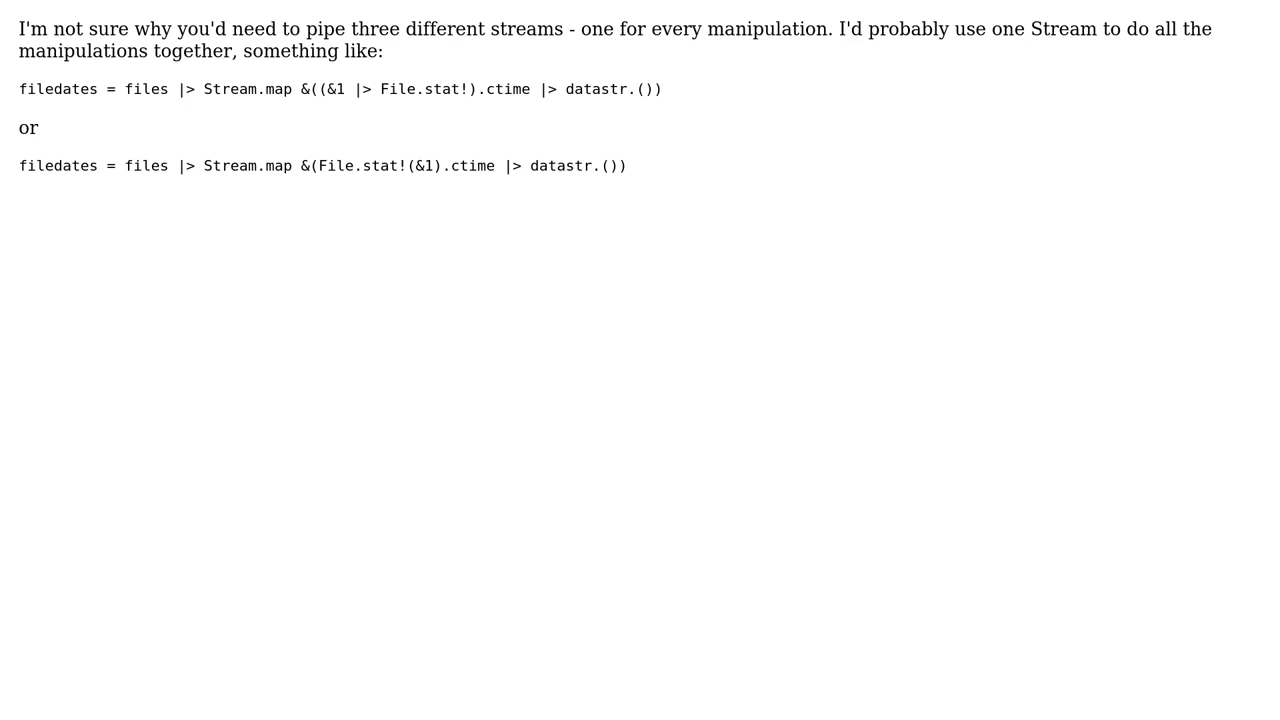 I'm not sure why you'd need to pipe three different streams - one for every manipulation. I'd probably use one Stream to do all the
manipulations together, something like:
filedates = files |> Stream.map &((&1 |> File.stat!).ctime |> datastr.())
or
filedates = files |> Stream.map &(File.stat!(&1).ctime |> datastr.())